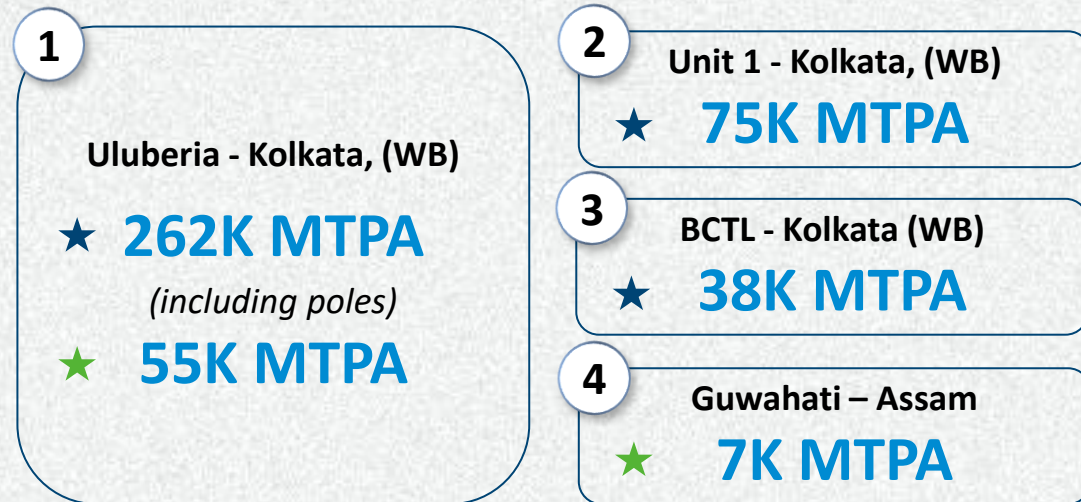 1
Uluberia - Kolkata, (WB)
262K MTPA
(including poles)
55K MTPA
2
Unit 1 - Kolkata, (WB)
75K MTPA
3
BCTL - Kolkata (WB)
38K MTPA
4
Guwahati – Assam
7K MTPA